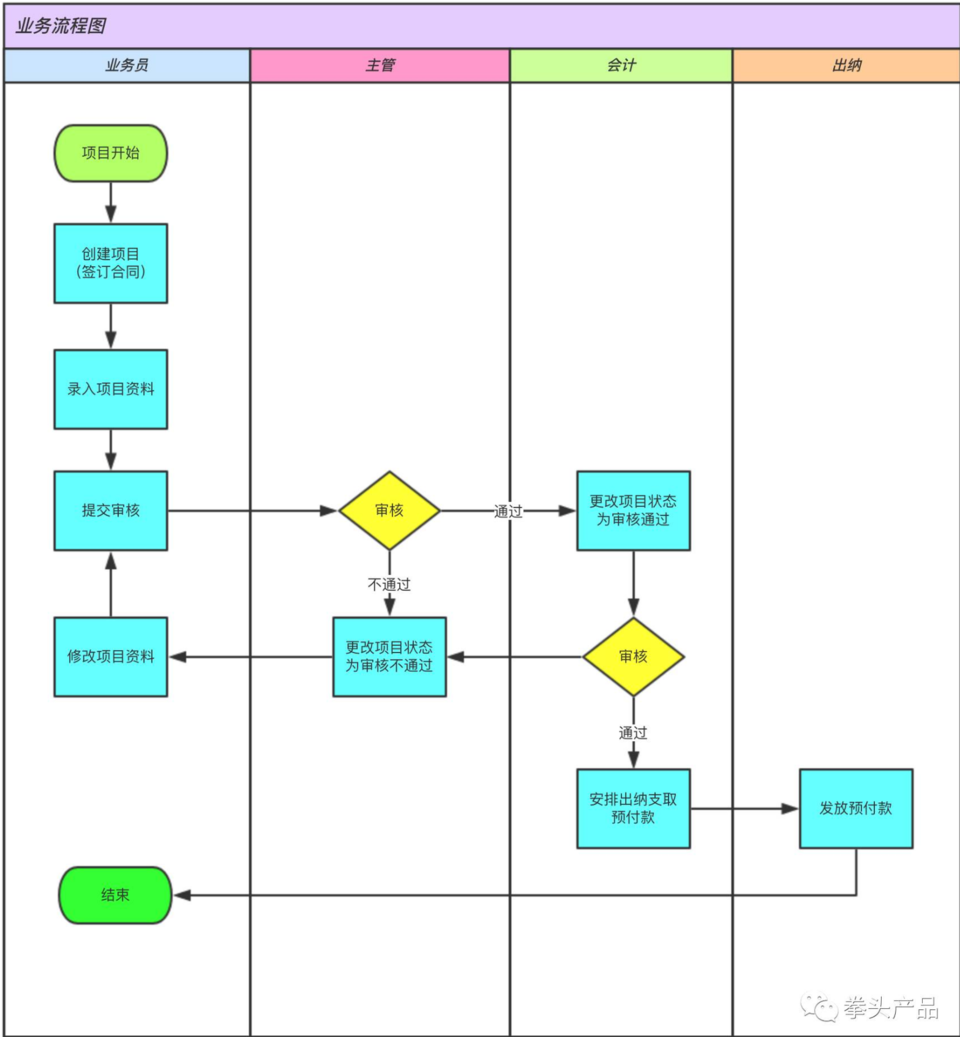 业务流程图
业务员
主管
会计
出纳
项目开始
创建项目
(签订合同)
录入项目资料
提交审核
审核
通过
更改项目状态
为审核通过
不通过
修改项目资料
更改项目状态
为审核不通过
审核
通过
安排出纳支取
预付款
发放预付款
结束
拳头产品